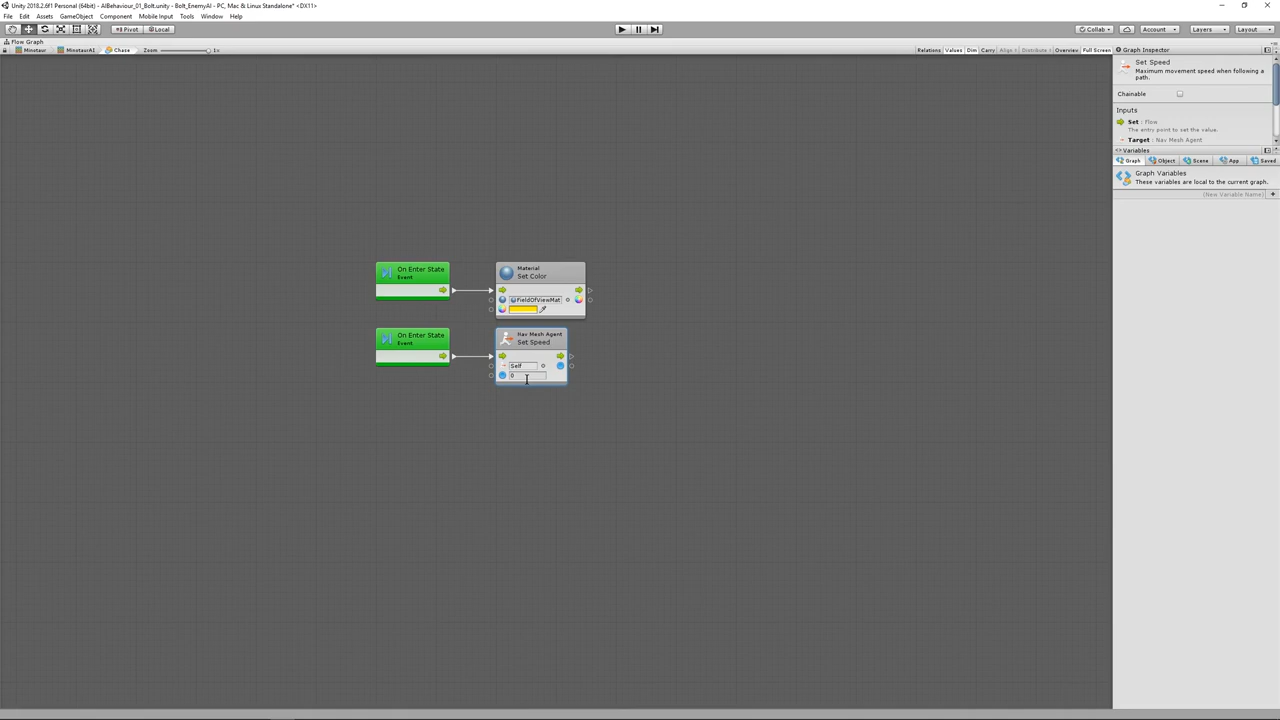 Unity 2018.2.6f1 Personal (64bit) - AIBehaviour_01_Bolt.unity - Bolt_EnemyAI - PC, Mac & Linux Standalone* <DX11>
File Edit Assets GameObject Component Mobile Input Tools Window Help
Pivot Local Collab Account Layers Layout
Flow Graph
Minotaur MinotaurAI Chase Zoom 1x Relations Values Dim Carry Align Distribute Overview Full Screen
Graph Inspector
Set Speed
Maximum movement speed when following a
path.
Chainable
Inputs
Set : Flow
The entry point to set the value.
Target : Nav Mesh Agent
Variables
Graph Object Scene App Saved
Graph Variables
These variables are local to the current graph.
(New Variable Name)
On Enter State
Event
Material
Set Color
FieldOfViewMat
On Enter State
Event
Nav Mesh Agent
Set Speed
Self
0